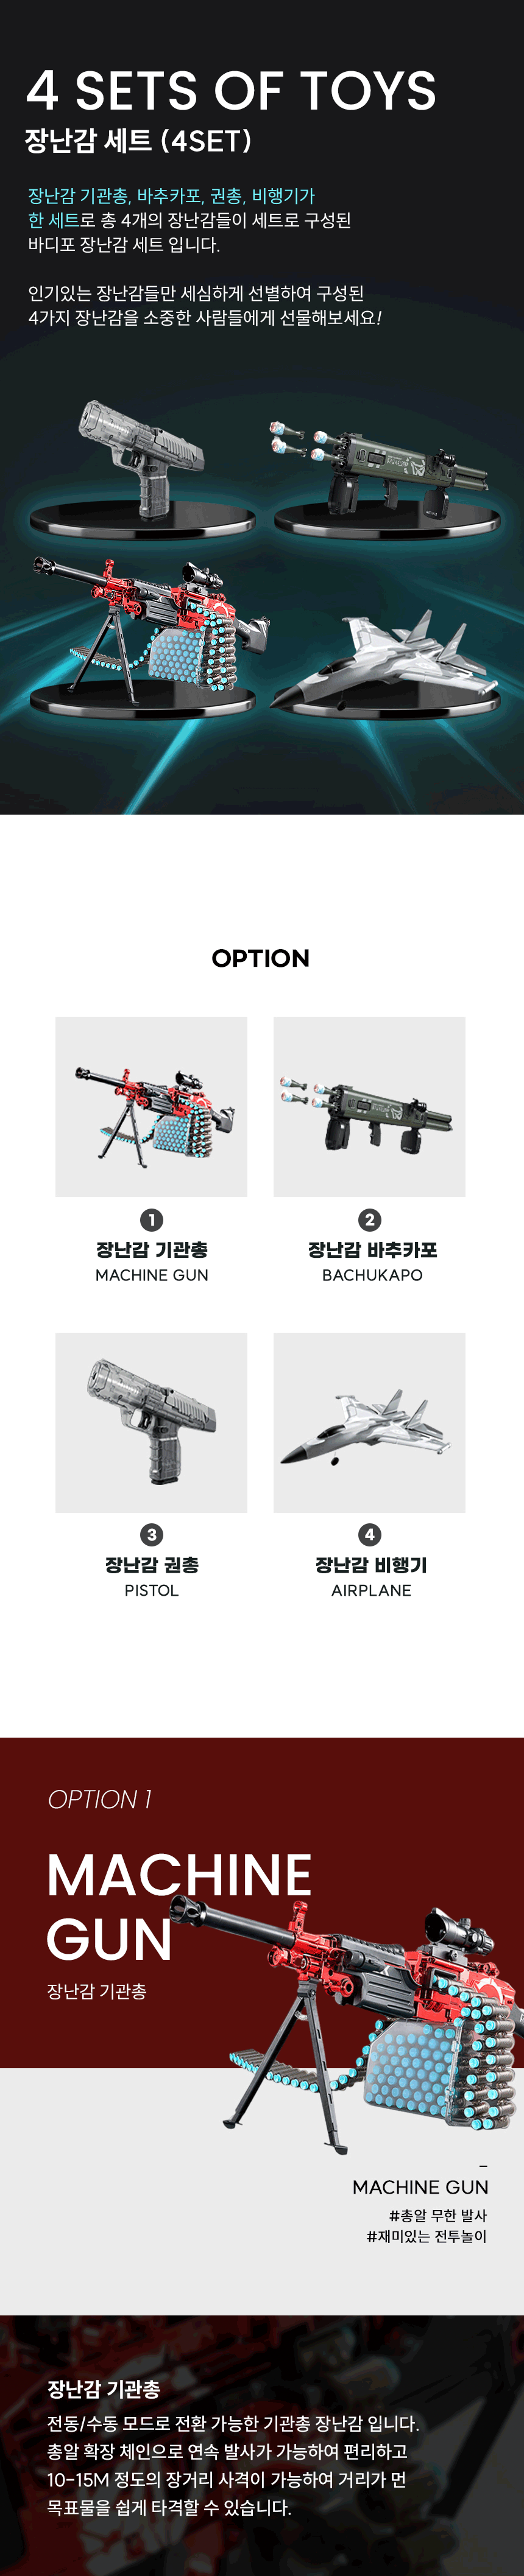 4 SETS OF TOYS
장난감 세트 (4SET)
장난감 기관총, 바추카포, 권총, 비행기가
한 세트로 총 4개의 장난감들이 세트로 구성된
바디포 장난감 세트 입니다.
인기있는 장난감들만 세심하게 선별하여 구성된
4가지 장난감을 소중한 사람들에게 선물해보세요!
OPTION
1
장난감 기관총
MACHINE GUN
2
장난감 바추카포
BACHUKAPO
3
장난감 권총
PISTOL
4
장난감 비행기
AIRPLANE
OPTION 1
MACHINE
GUN
장난감 기관총
MACHINE GUN
#총알 무한 발사
#재미있는 전투놀이
장난감 기관총
전동/수동 모드로 전환 가능한 기관총 장난감 입니다.
총알 확장 체인으로 연속 발사가 가능하여 편리하고
10-15M 정도의 장거리 사격이 가능하여 거리가 먼
목표물을 쉽게 타격할 수 있습니다.